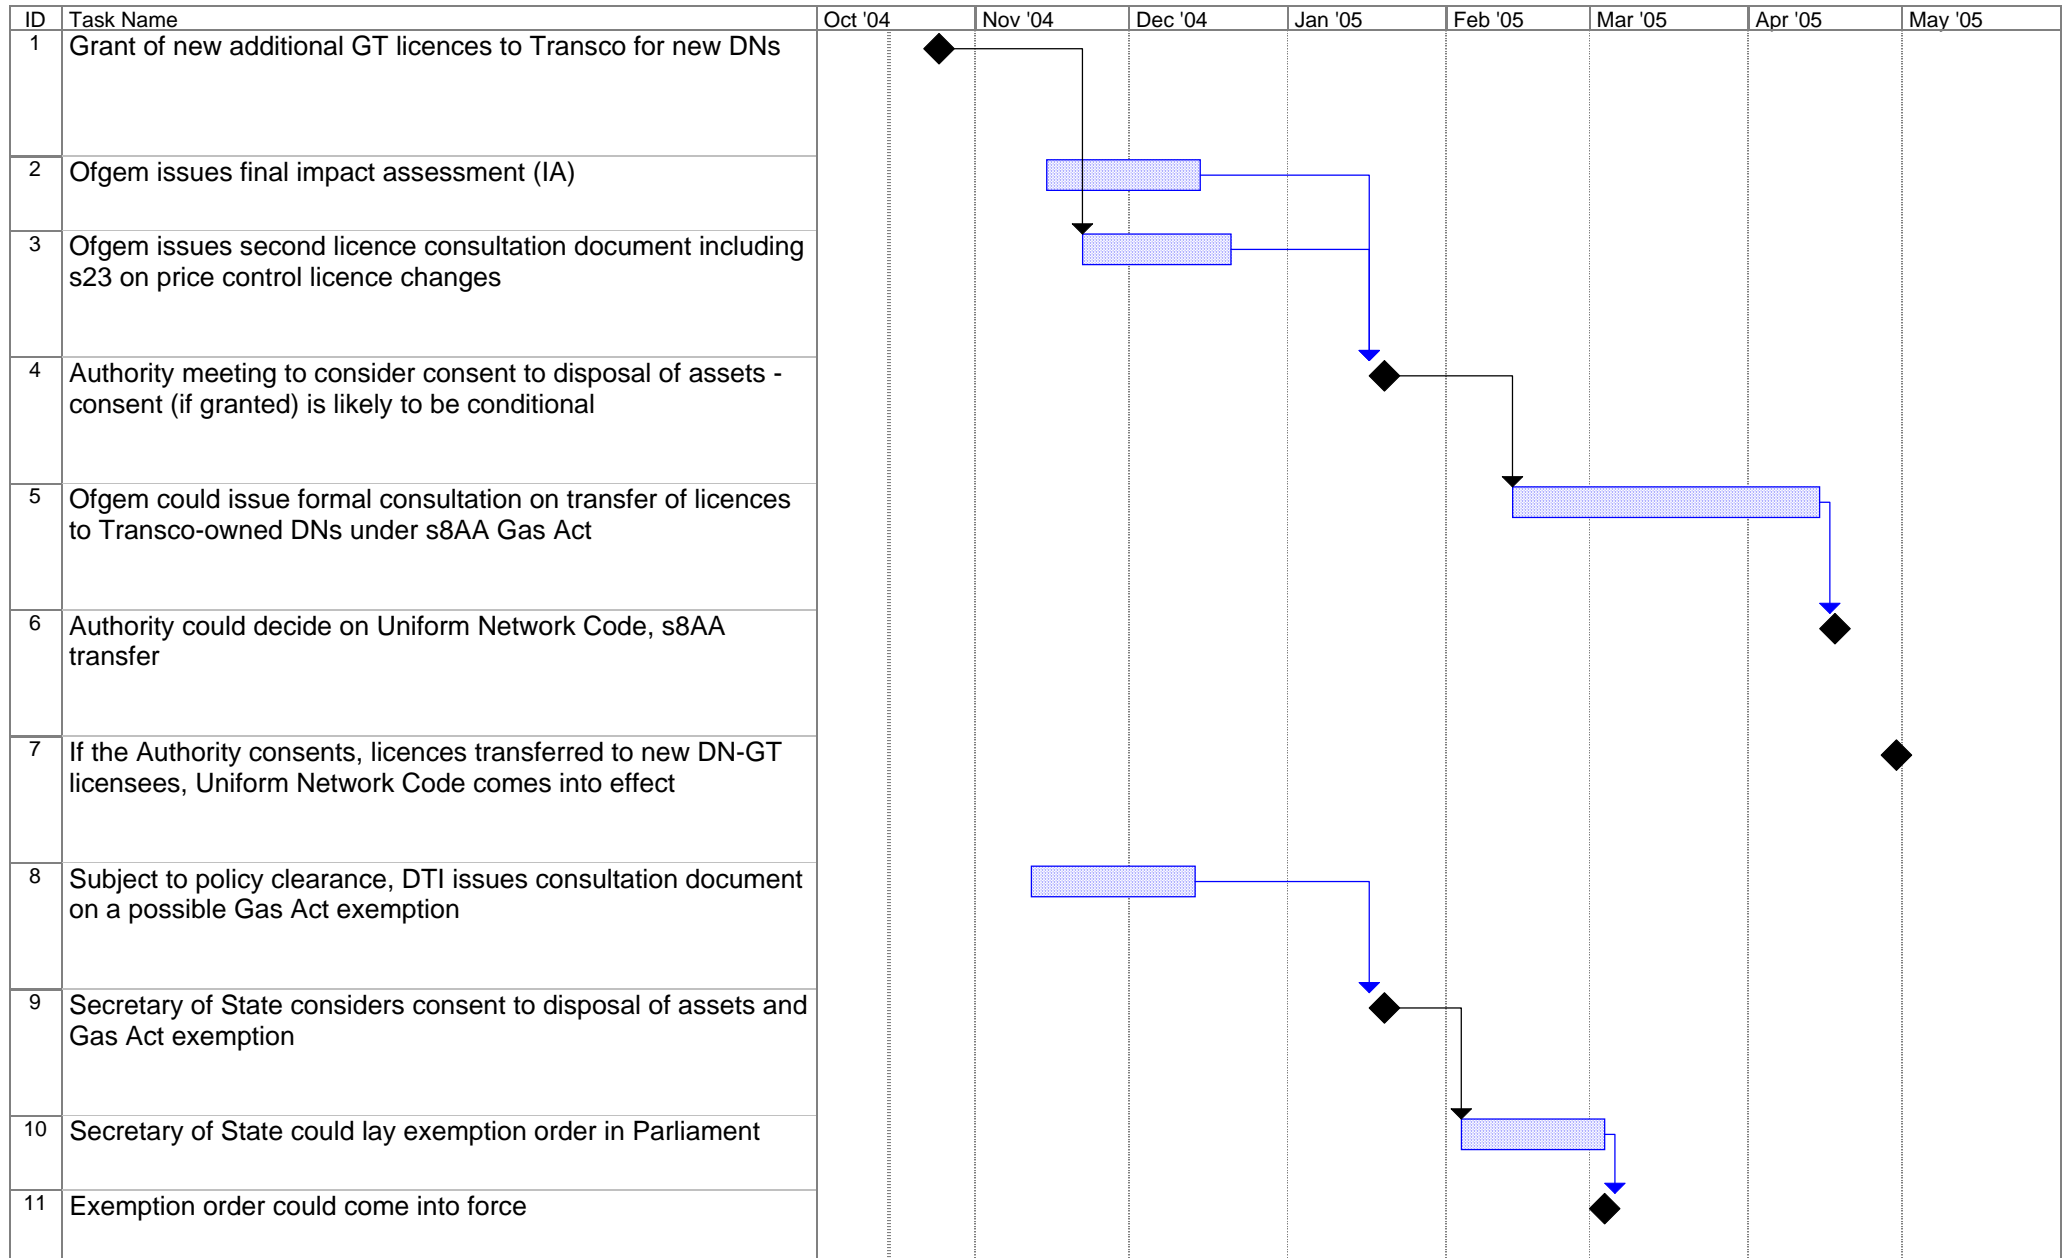 ID Task Name Oct '04 Nov '04 Dec '04 Jan '05 Feb '05 Mar '05 Apr '05 May '05
1 Grant of new additional GT licences to Transco for new DNs
2 Ofgem issues final impact assessment (IA)
3 Ofgem issues second licence consultation document including
s23 on price control licence changes
4 Authority meeting to consider consent to disposal of assets -
consent (if granted) is likely to be conditional
5 Ofgem could issue formal consultation on transfer of licences
to Transco-owned DNs under s8AA Gas Act
6 Authority could decide on Uniform Network Code, s8AA
transfer
7 If the Authority consents, licences transferred to new DN-GT
licensees, Uniform Network Code comes into effect
8 Subject to policy clearance, DTI issues consultation document
on a possible Gas Act exemption
9 Secretary of State considers consent to disposal of assets and
Gas Act exemption
10 Secretary of State could lay exemption order in Parliament
11 Exemption order could come into force